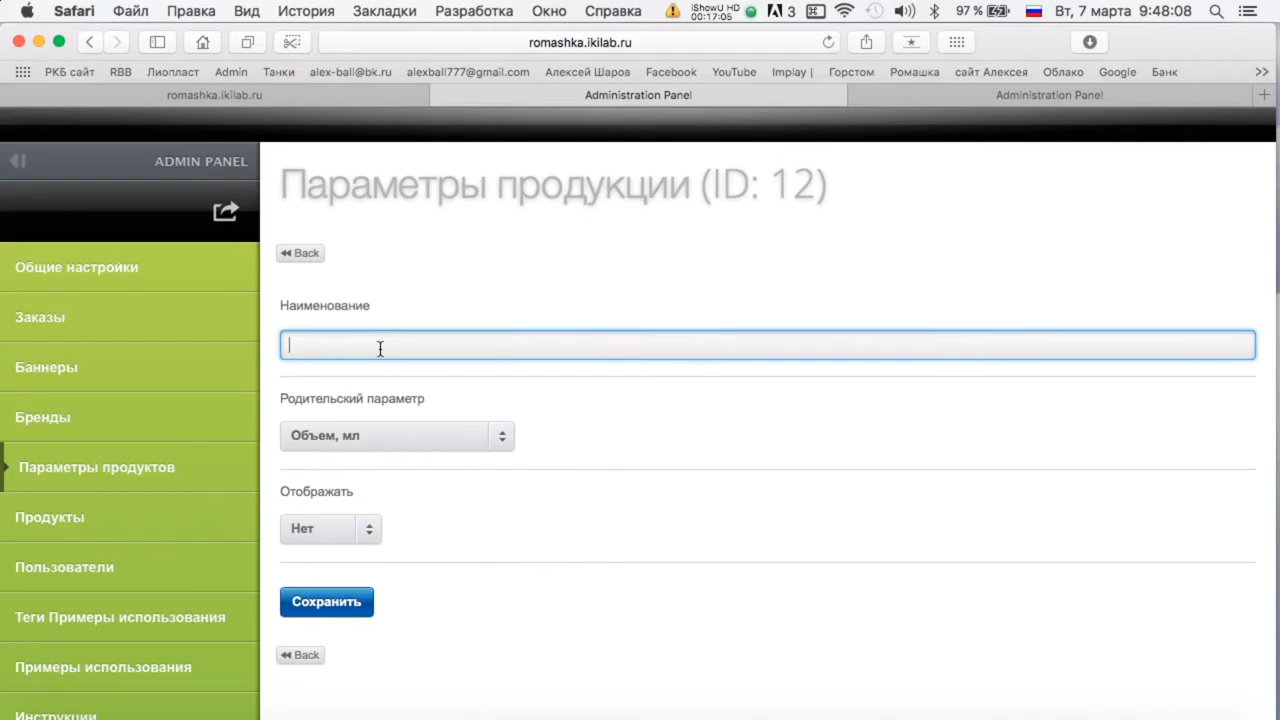 Safari Файл Правка Вид История Закладки Разработка Окно Справка iShowU HD 00:17:05 3 97 % Вт, 7 марта 9:48:08
romashka.ikilab.ru
РКБ сайт RBB Лиопласт Admin Танки alex-ball@bk.ru alexball777@gmail.com Алексей Шаров Facebook YouTube Implay | Горстом Ромашка сайт Алексея Облако Google Банк
romashka.ikilab.ru Administration Panel Administration Panel
ADMIN PANEL
Параметры продукции (ID: 12)
Back
Общие настройки
Наименование
Заказы
Баннеры
Родительский параметр
Бренды
Объем, мл
Параметры продуктов
Отображать
Продукты
Нет
Пользователи
Сохранить
Теги Примеры использования
Back
Примеры использования
Инструкции